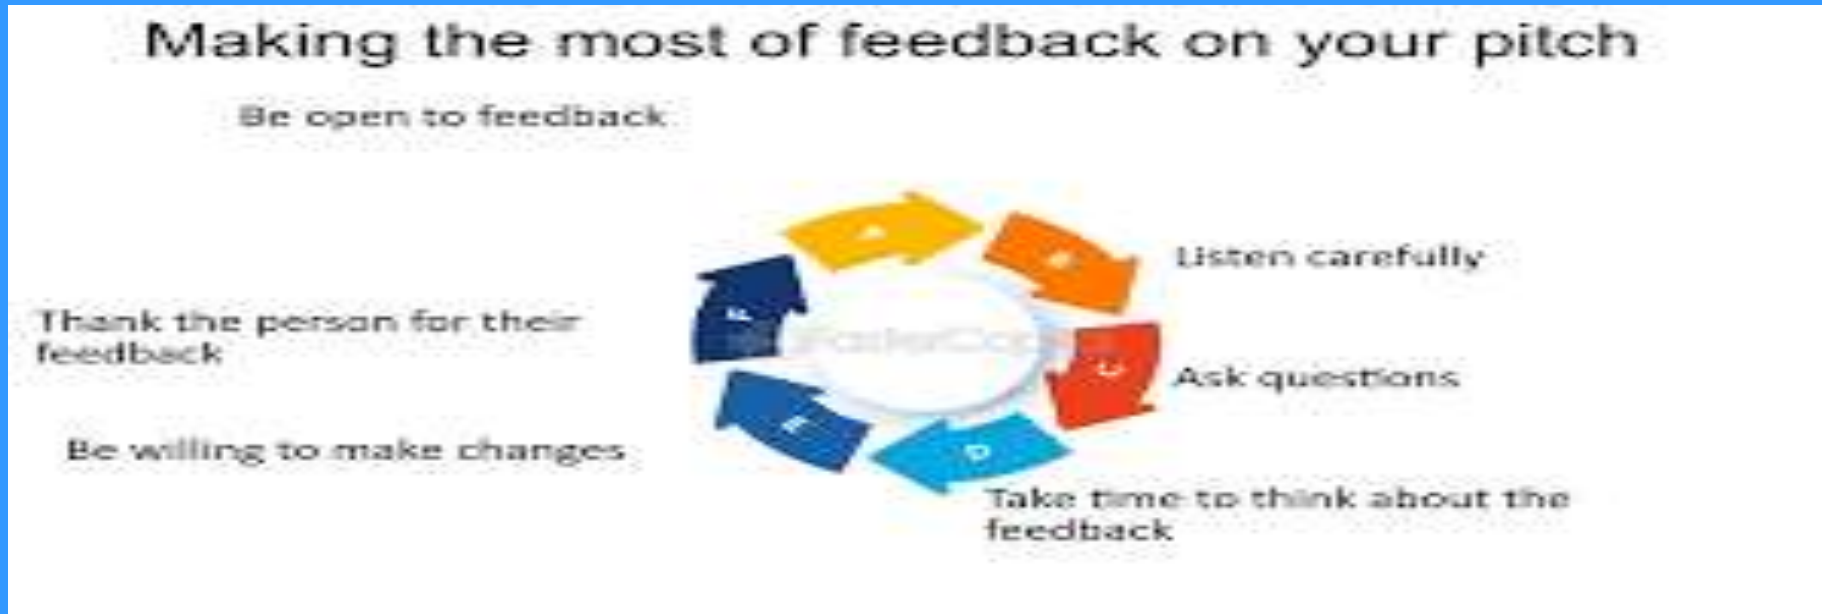 Making the most of feedback on your pitch
Be open to feedback
A
B
Listen carefully
C
Ask questions
D
Take time to think about the
feedback
E
Be willing to make changes
F
Thank the person for their
feedback